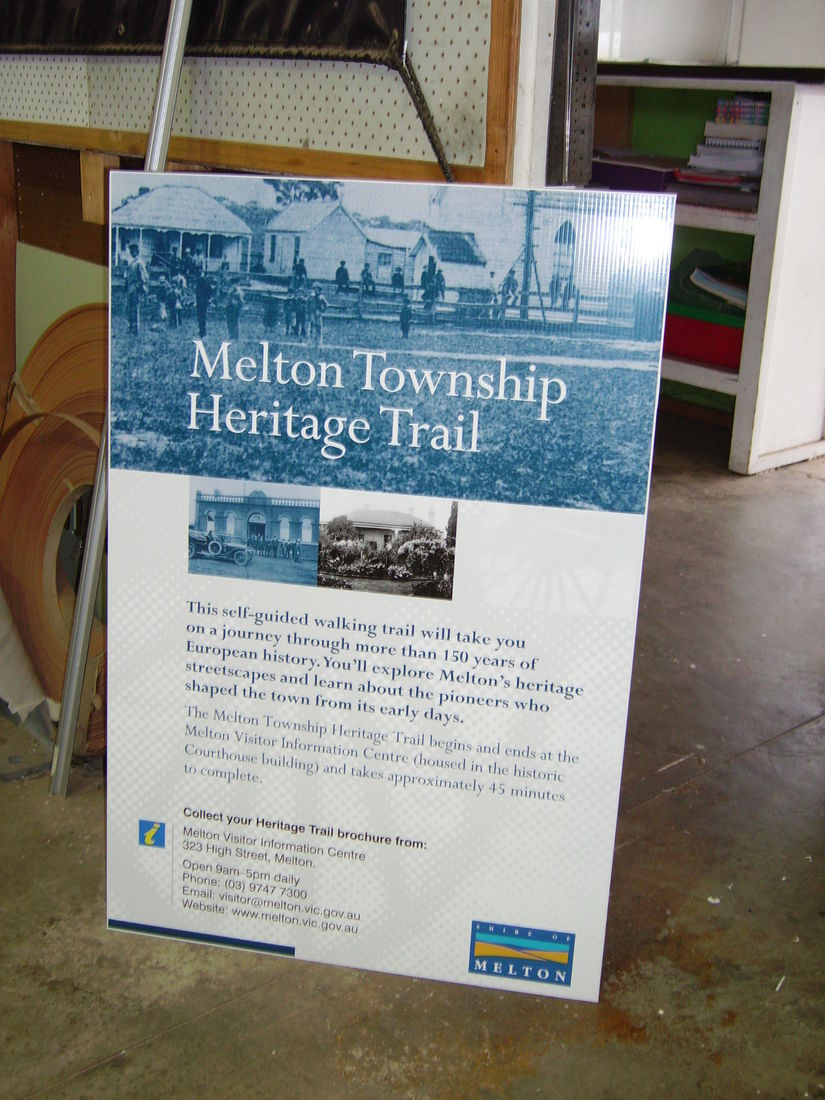 Melton Township
Heritage Trail
This self-guided walking trail will take you
on a journey through more than 150 years of
European history. You'll explore Melton's heritage
streetscapes and learn about the pioneers who
shaped the town from its early days.
The Melton Township Heritage Trail begins and ends at the
Melton Visitor Information Centre (housed in the historic
Courthouse building) and takes approximately 45 minutes
to complete.
Collect your Heritage Trail brochure from:
i
Melton Visitor Information Centre
323 High Street, Melton.
Open 9am–5pm daily
Phone: (03) 9747 7300
Email: visitor@melton.vic.gov.au
Website: www.melton.vic.gov.au
SHIRE OF
MELTON